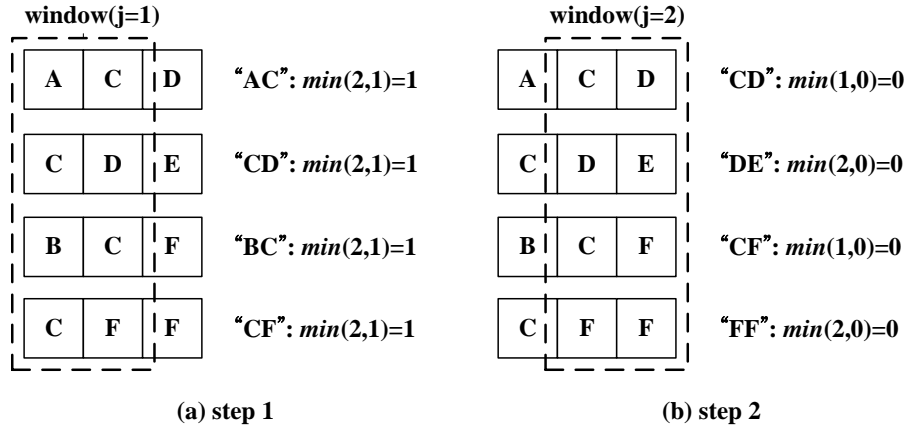 window(j=1)
A C D "AC": min(2,1)=1
C D E "CD": min(2,1)=1
B C F "BC": min(2,1)=1
C F F "CF": min(2,1)=1
(a) step 1
window(j=2)
A C D "CD": min(1,0)=0
C D E "DE": min(2,0)=0
B C F "CF": min(1,0)=0
C F F "FF": min(2,0)=0
(b) step 2